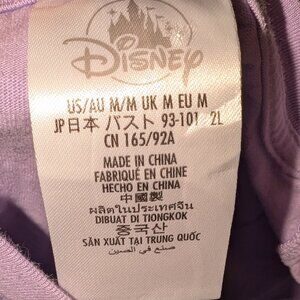 Disney
US/AU M/M UK M EU M
JP 日本 バスト 93-101 2L
CN 165/92A
MADE IN CHINA
FABRIQUÉ EN CHINE
HECHO EN CHINA
中國製
ผลิตในประเทศจีน
DIBUAT DI TIONGKOK
중국산
SẢN XUẤT TẠI TRUNG QUỐC
صنع في الصين